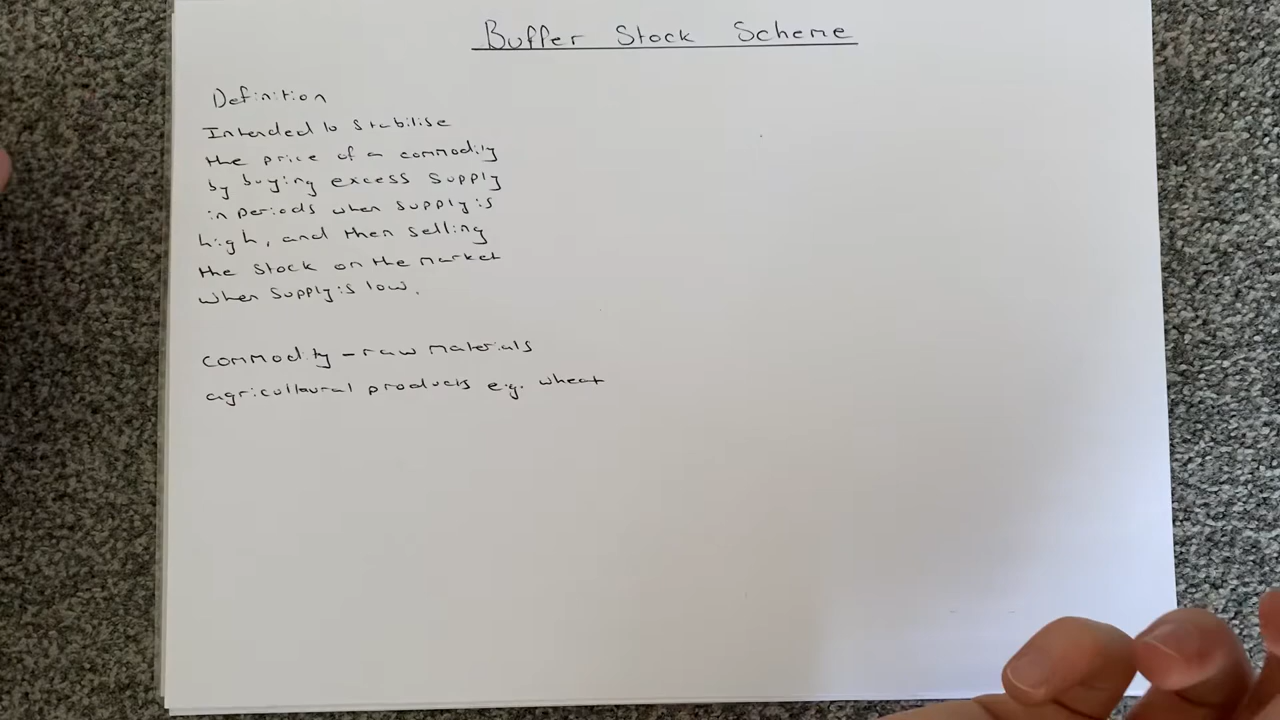 Buffer Stock Scheme
Definition
Intended to stabilise
the price of a commodity
by buying excess supply
in periods when supply is
high, and then selling
the stock on the market
when supply is low.
commodity - raw materials
agricultaural products e.g. wheat